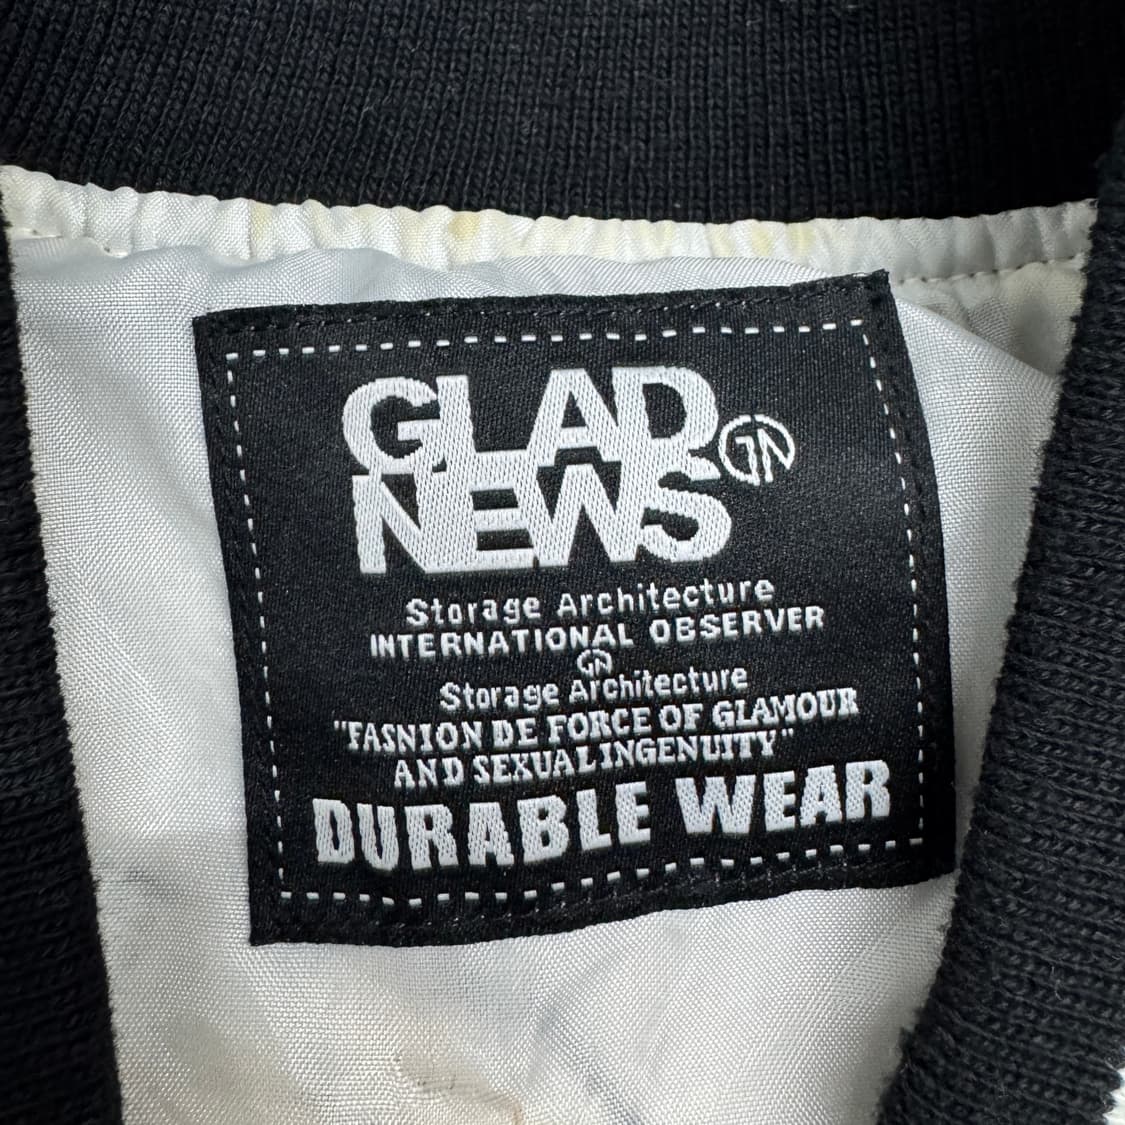 GLAD
NEWS GN
Storage Architecture
INTERNATIONAL OBSERVER
GN
Storage Architecture
"FASNION DE FORCE OF GLAMOUR
AND SEXUALINGENUITY"
DURABLE WEAR